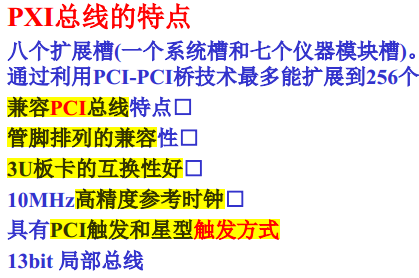 PXI总线的特点
八个扩展槽(一个系统槽和七个仪器模块槽)。
通过利用PCI-PCI桥技术最多能扩展到256个
兼容PCI总线特点□
管脚排列的兼容性□
3U板卡的互换性好□
10MHz高精度参考时钟□
具有PCI触发和星型触发方式
13bit 局部总线